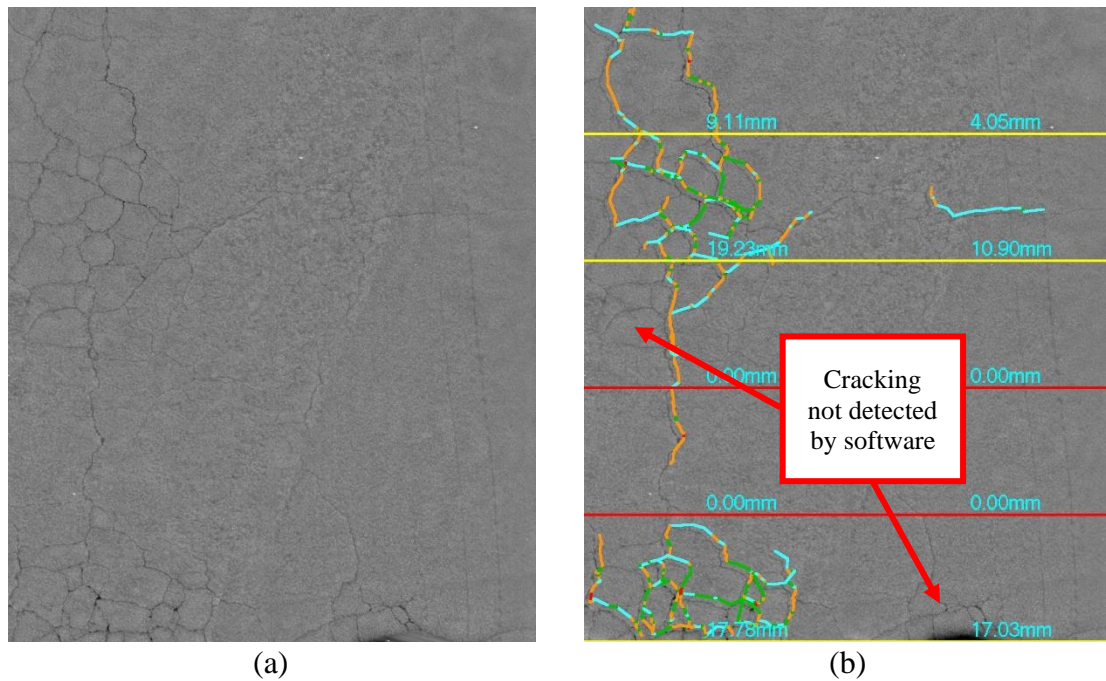 9.11mm 4.05mm
19.23mm 10.90mm
Cracking
not detected
by software
0.00mm 0.00mm
0.00mm 0.00mm
17.78mm 17.03mm
(a) (b)